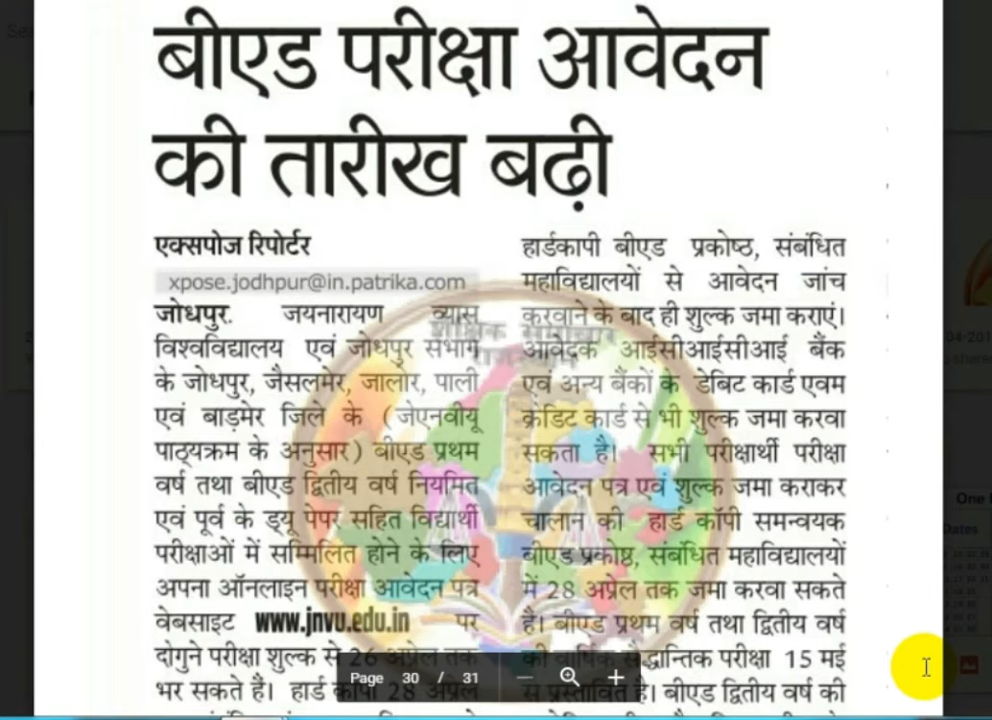 बीएड परीक्षा आवेदन
की तारीख बढ़ी
एक्सपोज रिपोर्टर
xpose.jodhpur@in.patrika.com
जोधपुर. जयनारायण व्यास
विश्वविद्यालय एवं जोधपुर संभाग
के जोधपुर, जैसलमेर, जालोर, पाली
एवं बाड़मेर जिले के (जेएनवीयू
पाठ्यक्रम के अनुसार) बीएड प्रथम
वर्ष तथा बीएड द्वितीय वर्ष नियमित
एवं पूर्व के ड्यू पेपर सहित विद्यार्थी
परीक्षाओं में सम्मिलित होने के लिए
अपना ऑनलाइन परीक्षा आवेदन पत्र
वेबसाइट www.jnvu.edu.in पर
दोगुने परीक्षा शुल्क से 26 अप्रेल तक
भर सकते हैं। हार्ड कॉपी 28 अप्रेल
हार्डकापी बीएड प्रकोष्ठ, संबंधित
महाविद्यालयों से आवेदन जांच
करवाने के बाद ही शुल्क जमा कराएं।
आवेदक आईसीआईसीआई बैंक
एवं अन्य बैंकों के डेबिट कार्ड एवम
क्रेडिट कार्ड से भी शुल्क जमा करवा
सकता है। सभी परीक्षार्थी परीक्षा
आवेदन पत्र एवं शुल्क जमा कराकर
चालान की हार्ड कॉपी समन्वयक
बीएड प्रकोष्ठ, संबंधित महाविद्यालयों
में 28 अप्रेल तक जमा करवा सकते
है। बीएड प्रथम वर्ष तथा द्वितीय वर्ष
की वार्षिक सैद्धान्तिक परीक्षा 15 मई
से प्रस्तावित है। बीएड द्वितीय वर्ष की
Page 30 / 31